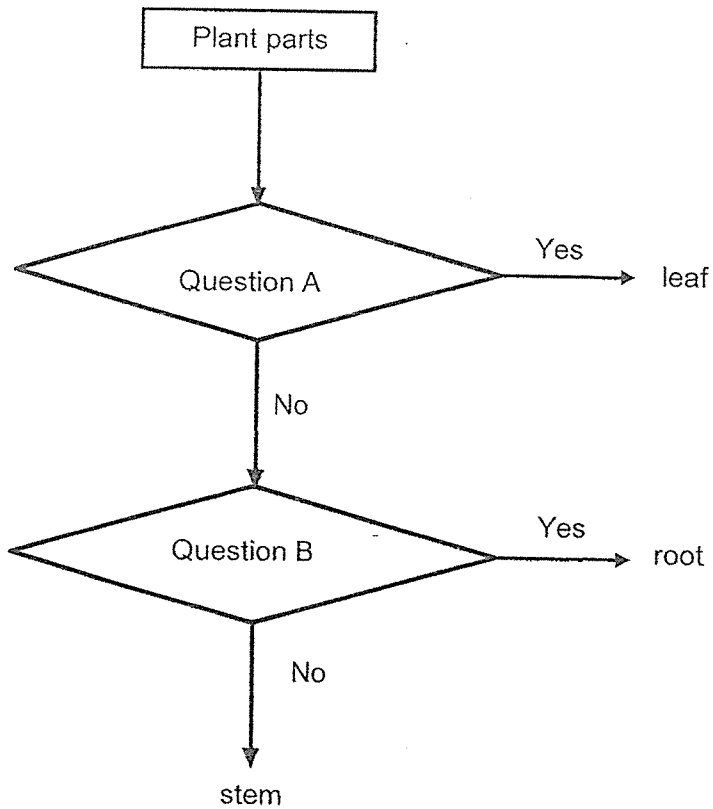 Plant parts
Question A
Yes
leaf
No
Question B
Yes
root
No
stem